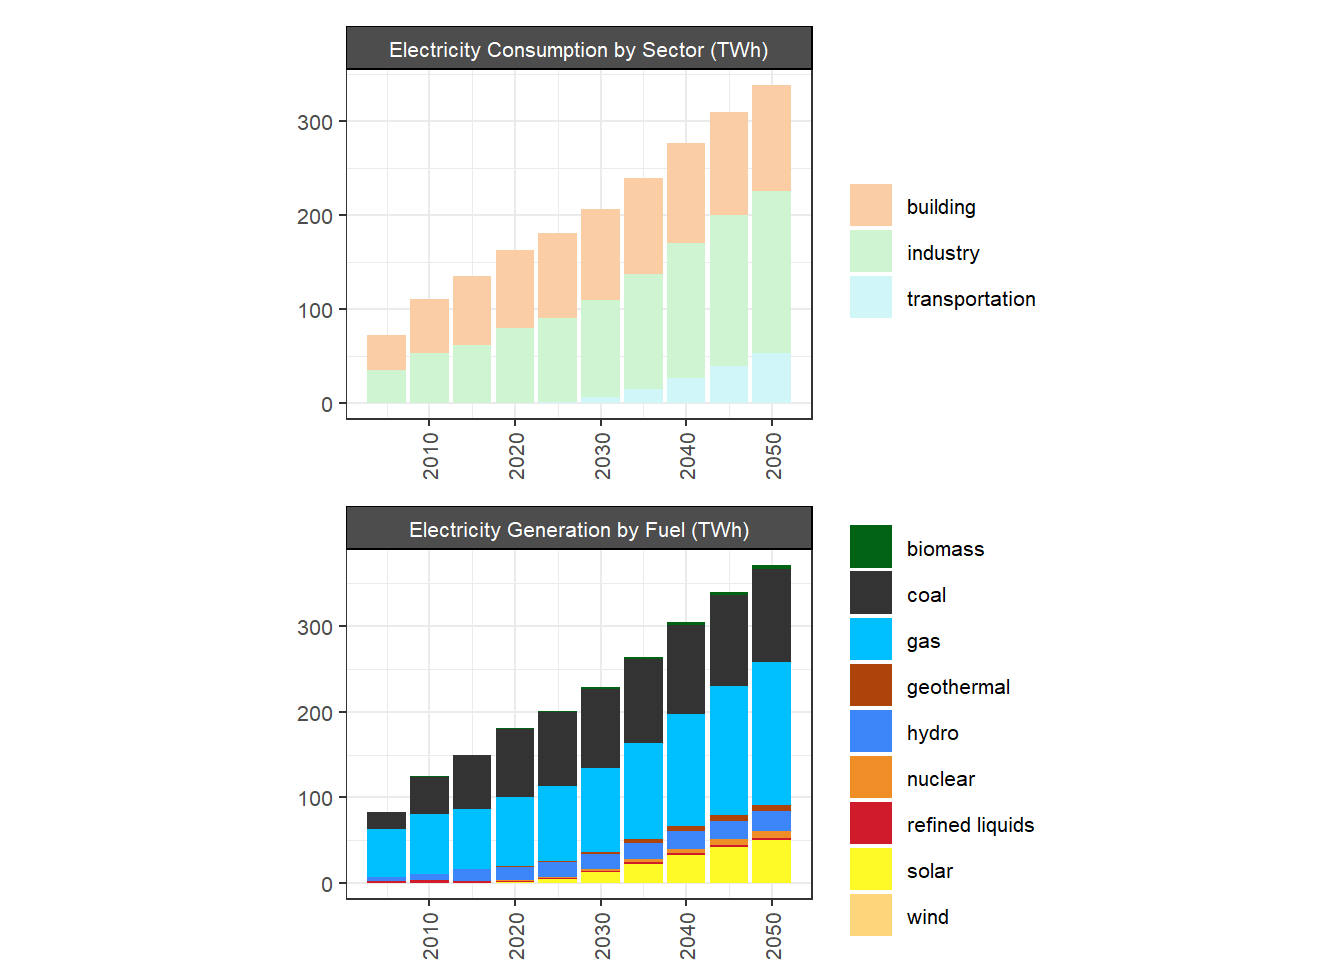 Electricity Consumption by Sector (TWh)
300
200
100
0
2010
2020
2030
2040
2050
building
industry
transportation
Electricity Generation by Fuel (TWh)
300
200
100
0
2010
2020
2030
2040
2050
biomass
coal
gas
geothermal
hydro
nuclear
refined liquids
solar
wind